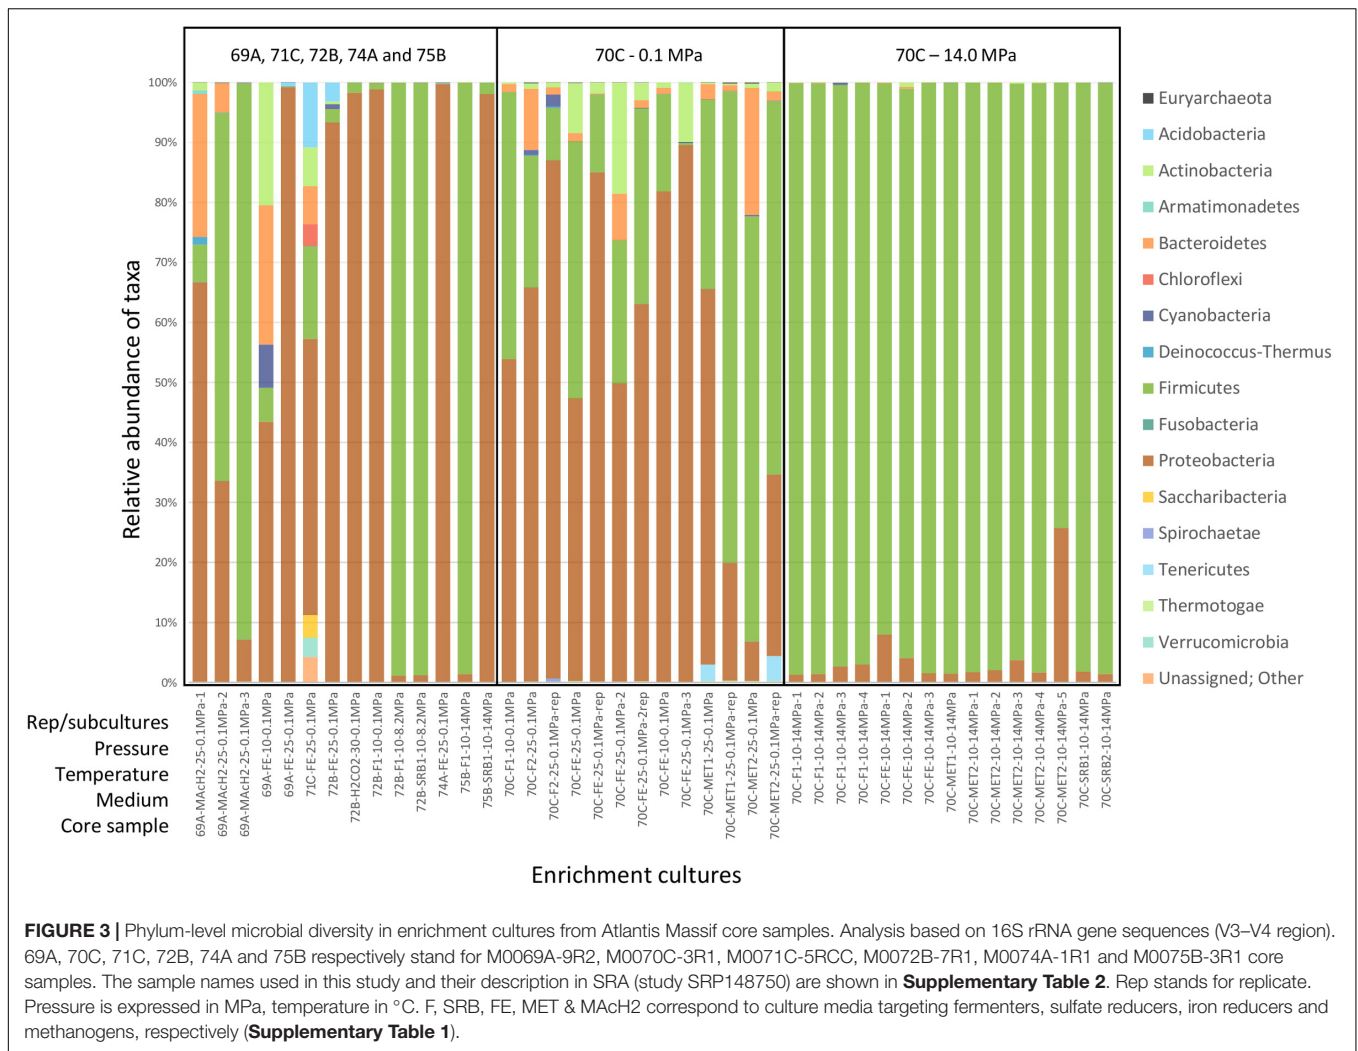 69A, 71C, 72B, 74A and 75B
70C - 0.1 MPa
70C – 14.0 MPa
Relative abundance of taxa
100%
90%
80%
70%
60%
50%
40%
30%
20%
10%
0%
Euryarchaeota
Acidobacteria
Actinobacteria
Armatimonadetes
Bacteroidetes
Chloroflexi
Cyanobacteria
Deinococcus-Thermus
Firmicutes
Fusobacteria
Proteobacteria
Saccharibacteria
Spirochaetae
Tenericutes
Thermotogae
Verrucomicrobia
Unassigned; Other
Rep/subcultures
Pressure
Temperature
Medium
Core sample
69A-MAcH2-25-0.1MPa-1
69A-MAcH2-25-0.1MPa-2
69A-MAcH2-25-0.1MPa-3
69A-FE-10-0.1MPa
69A-FE-25-0.1MPa
71C-FE-25-0.1MPa
72B-FE-25-0.1MPa
72B-H2CO2-30-0.1MPa
72B-F1-10-0.1MPa
72B-F1-10-8.2MPa
72B-SRB1-10-8.2MPa
74A-FE-25-0.1MPa
75B-F1-10-14MPa
75B-SRB1-10-14MPa
70C-F1-10-0.1MPa
70C-F2-25-0.1MPa
70C-F2-25-0.1MPa-rep
70C-FE-25-0.1MPa
70C-FE-25-0.1MPa-rep
70C-FE-25-0.1MPa-2
70C-FE-25-0.1MPa-2rep
70C-FE-10-0.1MPa
70C-FE-25-0.1MPa-3
70C-MET1-25-0.1MPa
70C-MET1-25-0.1MPa-rep
70C-MET2-25-0.1MPa
70C-MET2-25-0.1MPa-rep
70C-F1-10-14MPa-1
70C-F1-10-14MPa-2
70C-F1-10-14MPa-3
70C-F1-10-14MPa-4
70C-FE-10-14MPa-1
70C-FE-10-14MPa-2
70C-FE-10-14MPa-3
70C-MET1-10-14MPa
70C-MET2-10-14MPa-1
70C-MET2-10-14MPa-2
70C-MET2-10-14MPa-3
70C-MET2-10-14MPa-4
70C-MET2-10-14MPa-5
70C-SRB1-10-14MPa
70C-SRB2-10-14MPa
Enrichment cultures
FIGURE 3 | Phylum-level microbial diversity in enrichment cultures from Atlantis Massif core samples. Analysis based on 16S rRNA gene sequences (V3–V4 region).
69A, 70C, 71C, 72B, 74A and 75B respectively stand for M0069A-9R2, M0070C-3R1, M0071C-5RCC, M0072B-7R1, M0074A-1R1 and M0075B-3R1 core
samples. The sample names used in this study and their description in SRA (study SRP148750) are shown in Supplementary Table 2. Rep stands for replicate.
Pressure is expressed in MPa, temperature in °C. F, SRB, FE, MET & MAcH2 correspond to culture media targeting fermenters, sulfate reducers, iron reducers and
methanogens, respectively (Supplementary Table 1).